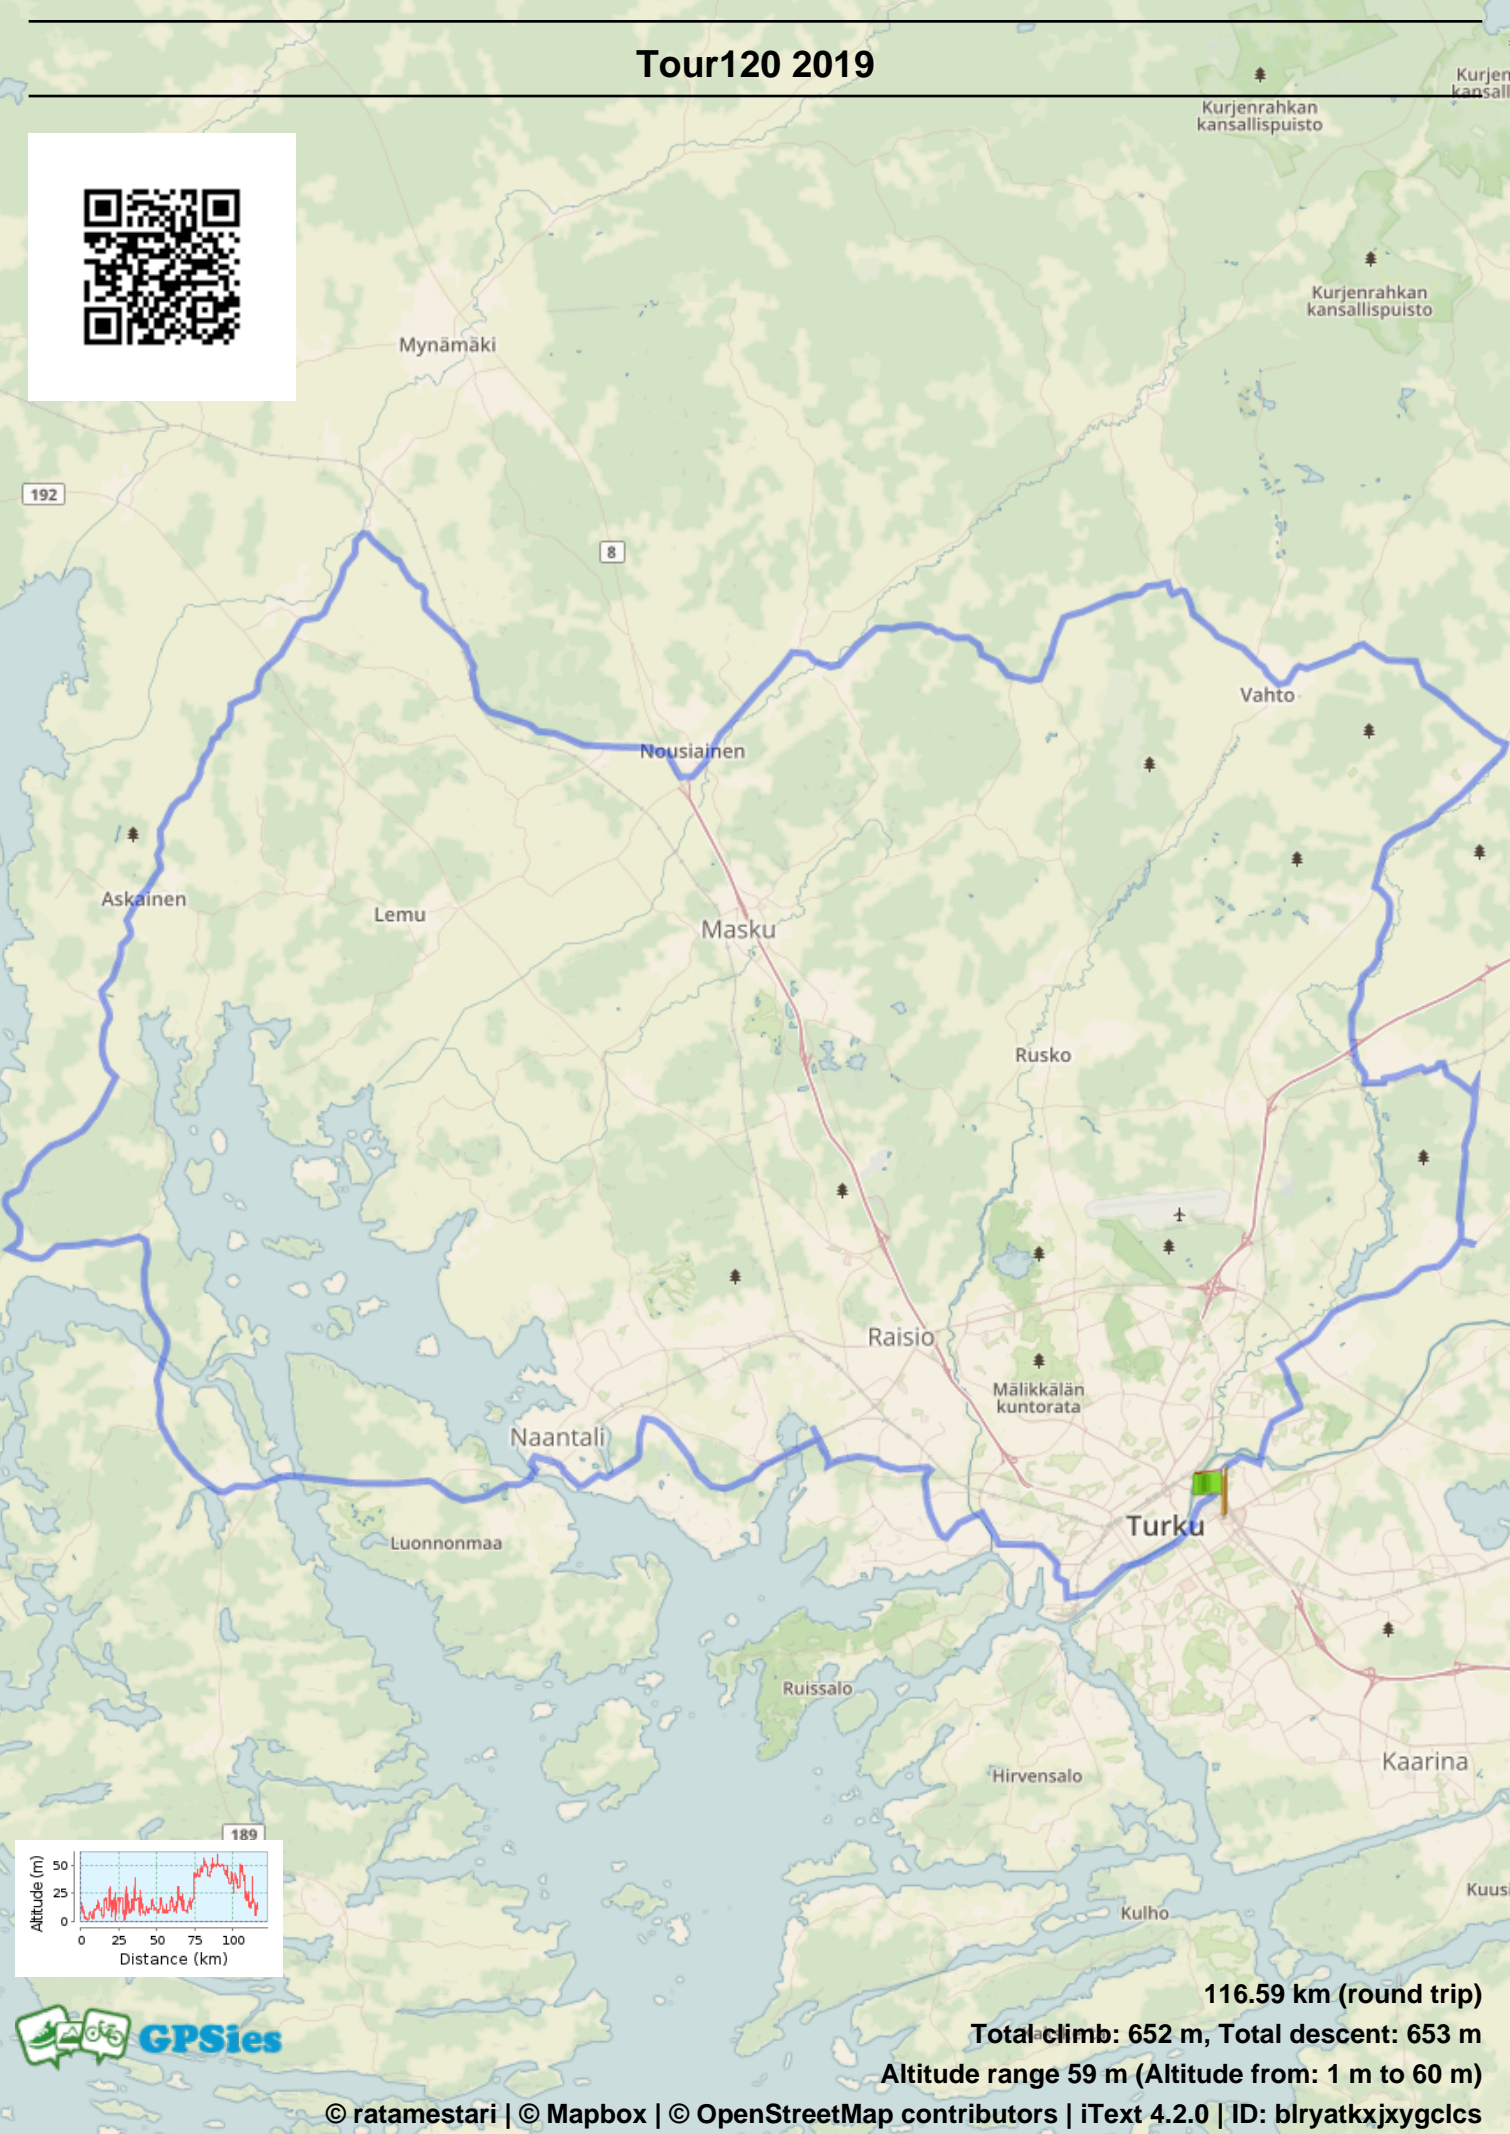 Tour120 2019
Kurjen
kansall
Kurjenrahkan
kansallispuisto
Kurjenrahkan
kansallispuisto
Mynämäki
192
8
Vahto
Nousiainen
Askainen
Lemu
Masku
Rusko
Raisio
Mälikkälän
kuntorata
Naantali
Turku
Luonnonmaa
Ruissalo
Kaarina
Hirvensalo
189
Kuusi
Kulho
Altitude (m)
50
25
0
0 25 50 75 100
Distance (km)
GPSies
116.59 km (round trip)
Total climb: 652 m, Total descent: 653 m
Altitude range 59 m (Altitude from: 1 m to 60 m)
© ratamestari | © Mapbox | © OpenStreetMap contributors | iText 4.2.0 | ID: blryatkxjxygclcs